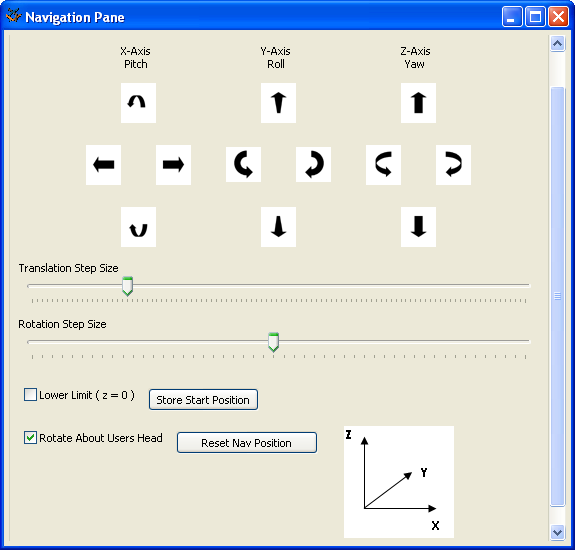 Navigation Pane
X-Axis Y-Axis Z-Axis
Pitch Roll Yaw
Translation Step Size
Rotation Step Size
Lower Limit ( z = 0 ) Store Start Position
Rotate About Users Head Reset Nav Position
Z
Y
X